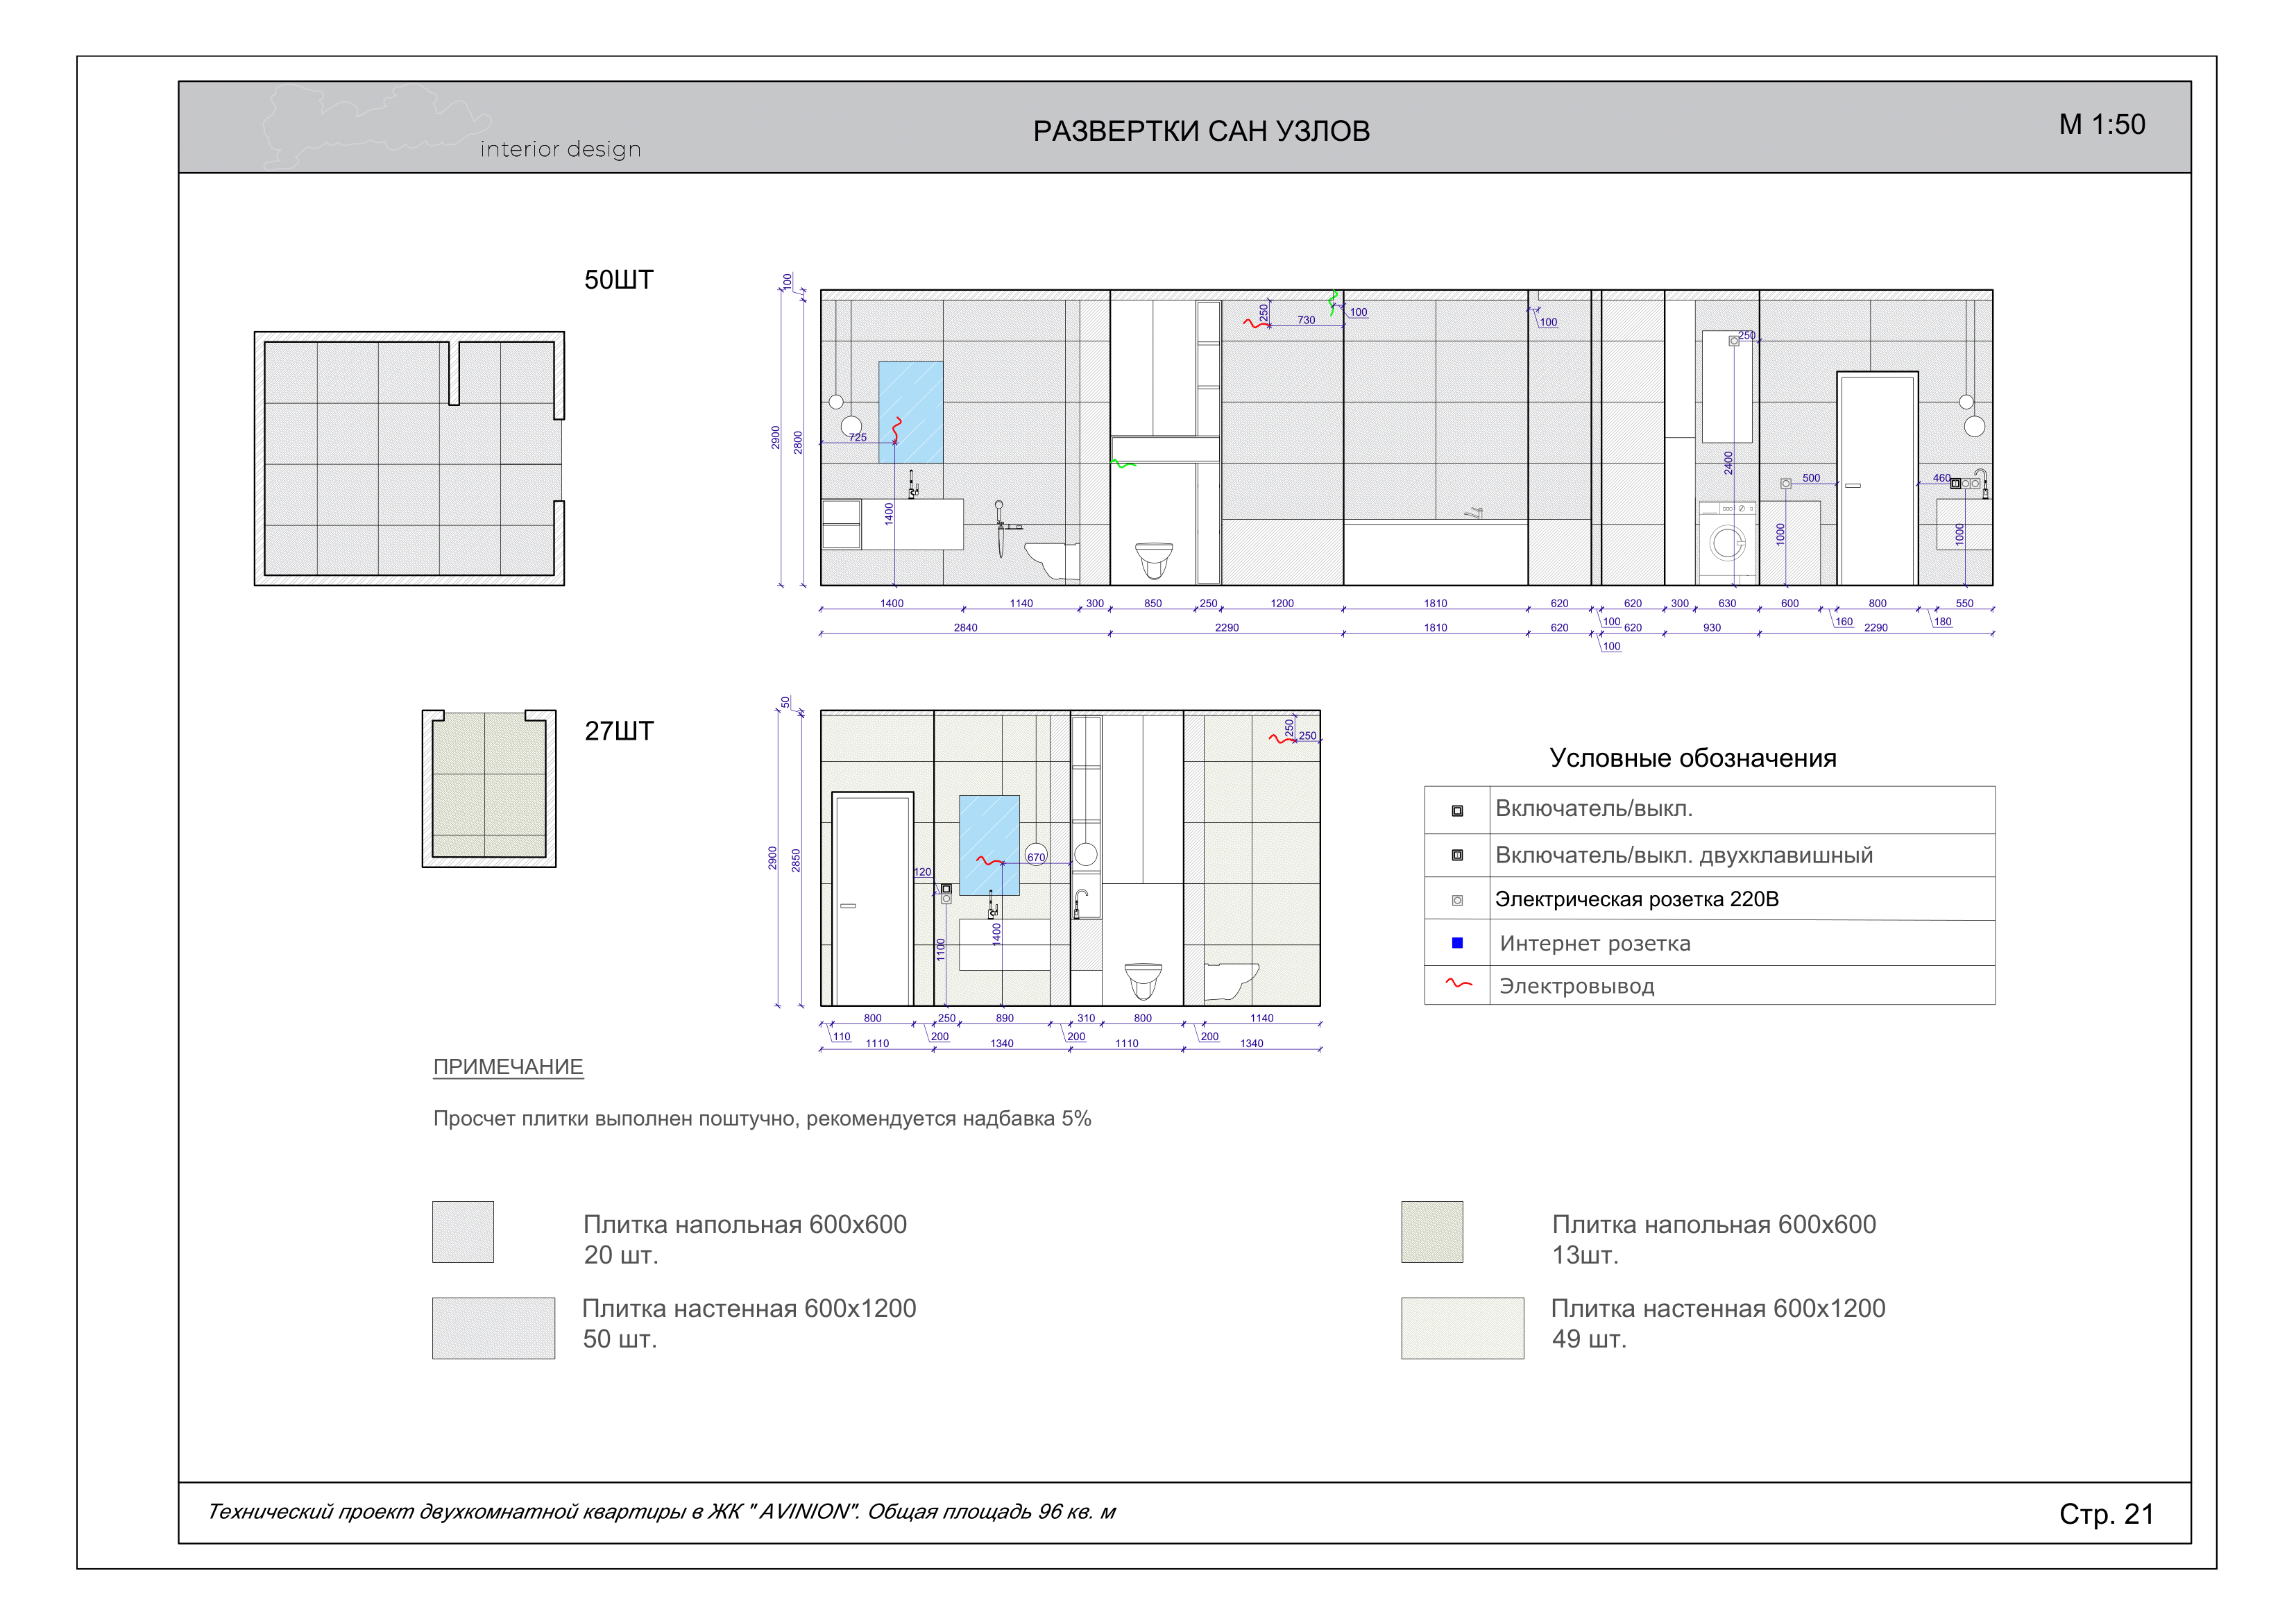 interior design
РАЗВЕРТКИ САН УЗЛОВ
М 1:50
50ШТ
100
2900
2800
725
1400
250
730
100
100
250
2400
500
1000
460
1000
1400 1140 300 850 250 1200 1810 620 620 300 630 600 800 550
100 160 180
2840 2290 1810 620 620 930 2290
100
27ШТ
50
2900
2850
120
1100
670
1400
250
250
800 250 890 310 800 1140
110 200 200 200
1110 1340 1110 1340
Условные обозначения
Включатель/выкл.
Включатель/выкл. двухклавишный
Электрическая розетка 220В
Интернет розетка
Электровывод
ПРИМЕЧАНИЕ
Просчет плитки выполнен поштучно, рекомендуется надбавка 5%
Плитка напольная 600х600
20 шт.
Плитка настенная 600х1200
50 шт.
Плитка напольная 600х600
13шт.
Плитка настенная 600х1200
49 шт.
Технический проект двухкомнатной квартиры в ЖК " AVINION". Общая площадь 96 кв. м
Стр. 21